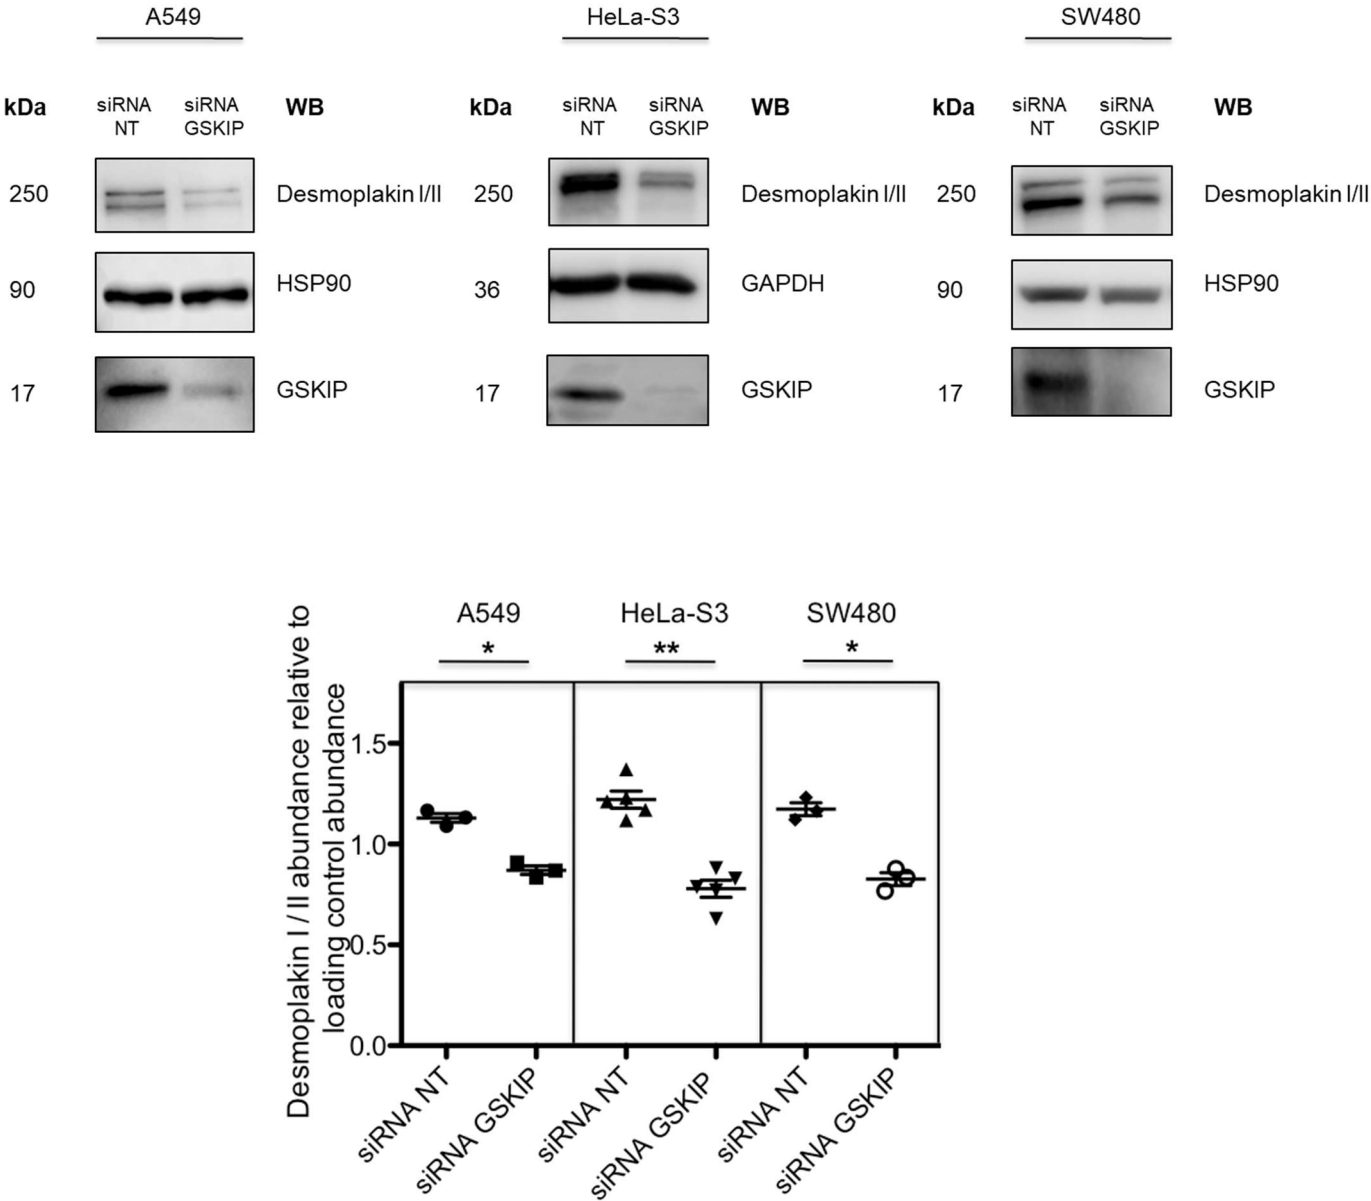 A549 HeLa-S3 SW480
kDa siRNA NT siRNA GSKIP WB kDa siRNA NT siRNA GSKIP WB kDa siRNA NT siRNA GSKIP WB
250 Desmoplakin I/II 250 Desmoplakin I/II 250 Desmoplakin I/II
90 HSP90 36 GAPDH 90 HSP90
17 GSKIP 17 GSKIP 17 GSKIP
A549 HeLa-S3 SW480
* ** *
Desmoplakin I / II abundance relative to
loading control abundance
1.5
1.0
0.5
0.0
siRNA NT
siRNA GSKIP
siRNA NT
siRNA GSKIP
siRNA NT
siRNA GSKIP